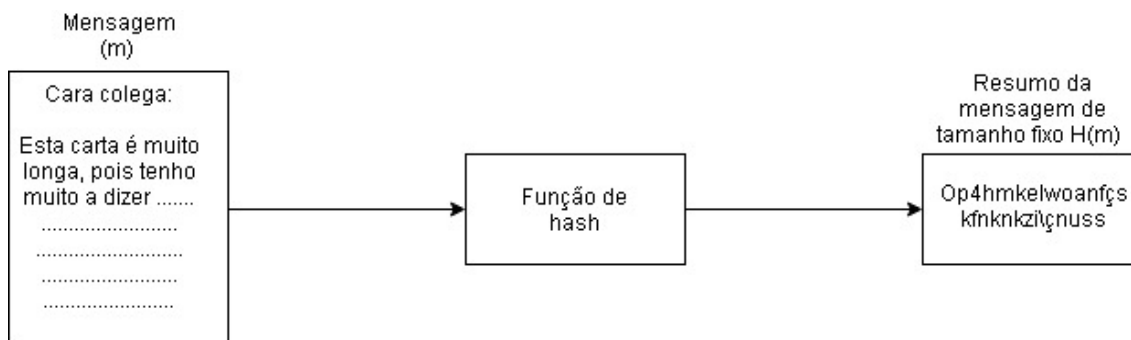 Mensagem
(m)
Cara colega:
Esta carta é muito
longa, pois tenho
muito a dizer .......
...........................
.............................
...........................
..........................
Função de
hash
Resumo da
mensagem de
tamanho fixo H(m)
Op4hmkelwoanfçs
kfnknkzi\çnuss